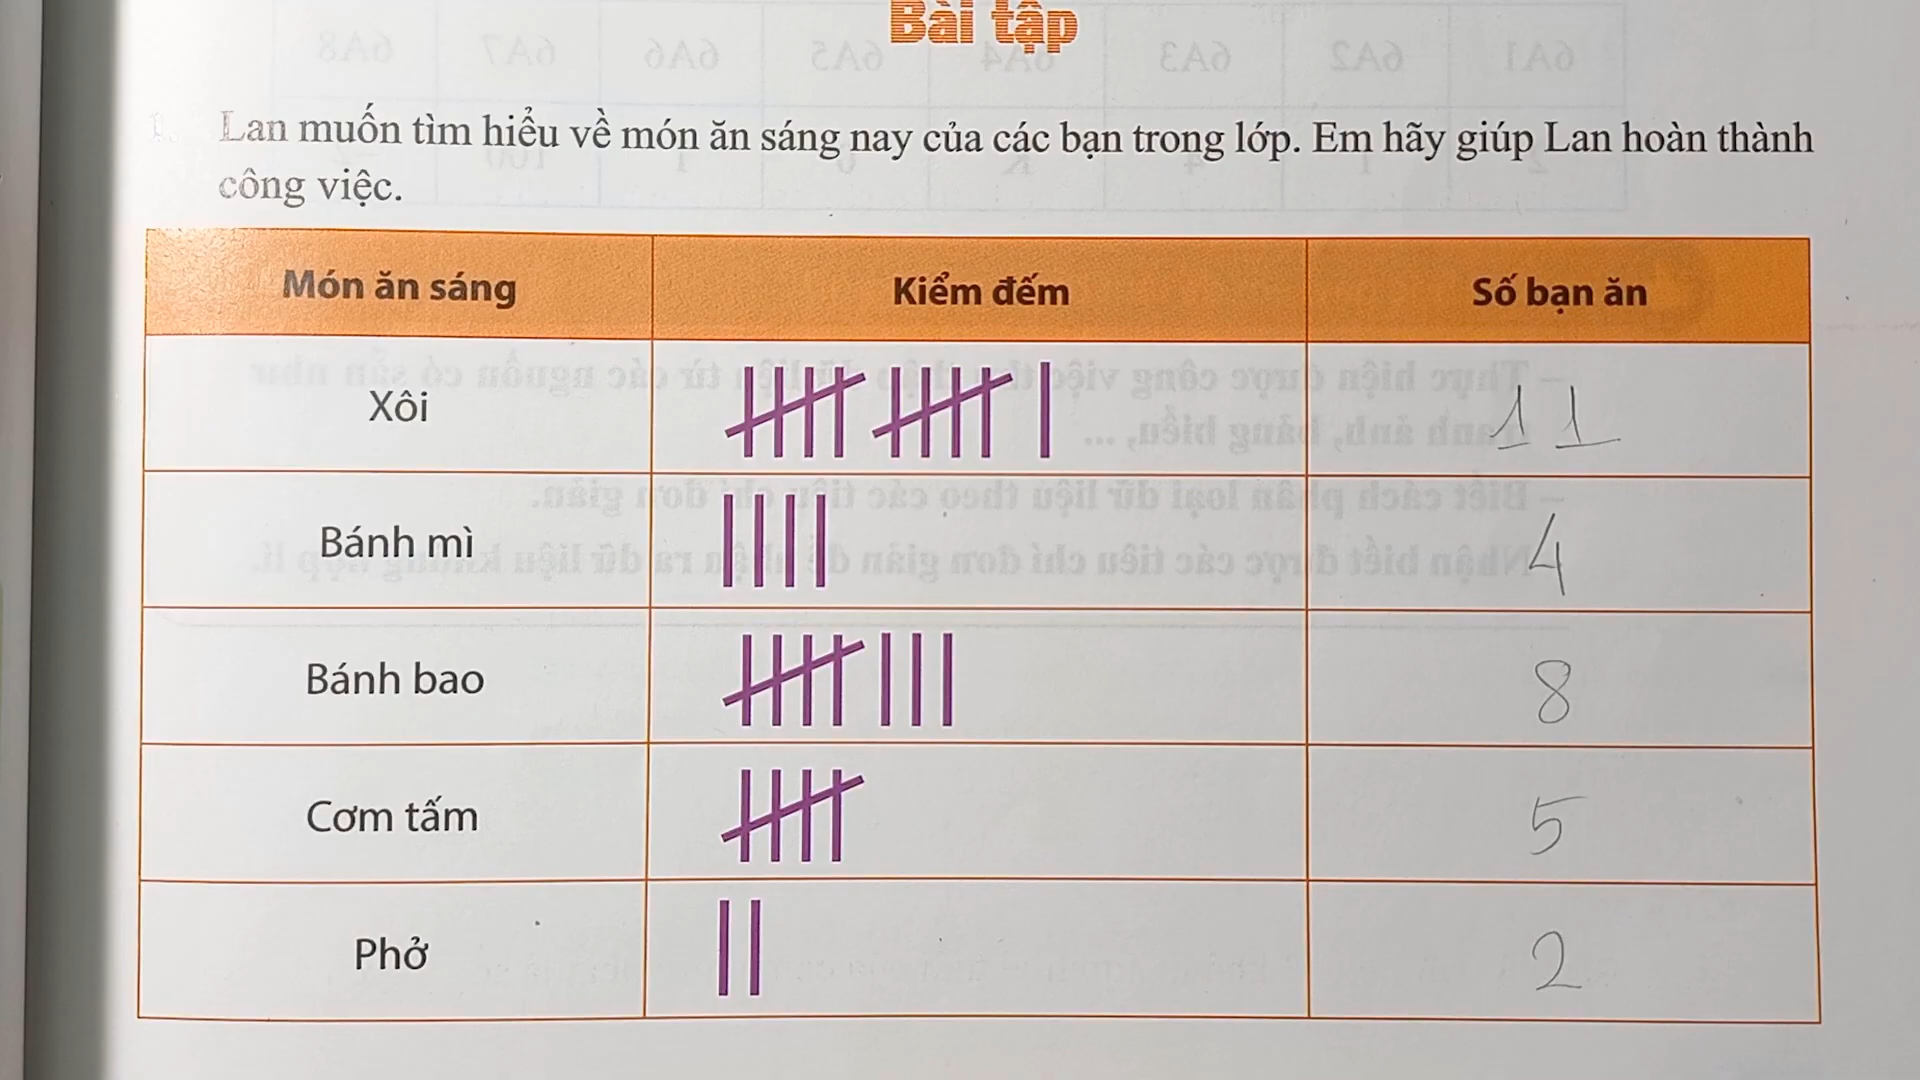 Bài tập
1. Lan muốn tìm hiểu về món ăn sáng nay của các bạn trong lớp. Em hãy giúp Lan hoàn thành
công việc.
Món ăn sáng Kiểm đếm Số bạn ăn
Xôi 11
Bánh mì 4
Bánh bao 8
Cơm tấm 5
Phở 2